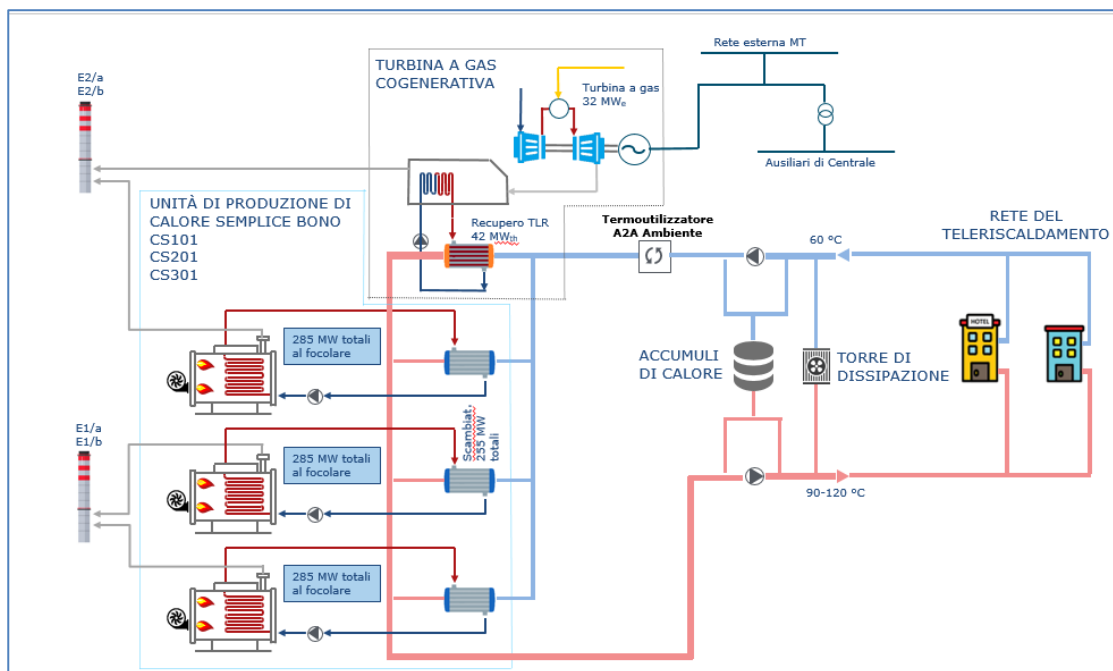 E2/a
E2/b
TURBINA A GAS
COGENERATIVA
Turbina a gas
32 MWe
Rete esterna MT
Ausiliari di Centrale
UNITÀ DI PRODUZIONE DI
CALORE SEMPLICE BONO
CS101
CS201
CS301
Recupero TLR
42 MWth
Termoutilizzatore
A2A Ambiente
60 °C
RETE DEL
TELERISCALDAMENTO
285 MW totali
al focolare
ACCUMULI
DI CALORE
TORRE DI
DISSIPAZIONE
HOTEL
E1/a
E1/b
285 MW totali
al focolare
Scambiat.
255 MW
totali
90-120 °C
285 MW totali
al focolare